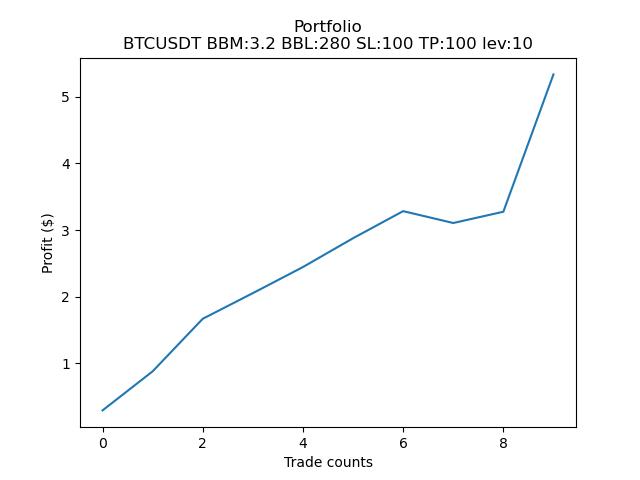 Portfolio
BTCUSDT BBM:3.2 BBL:280 SL:100 TP:100 lev:10
5
4
3
2
1
Profit ($)
0 2 4 6 8
Trade counts